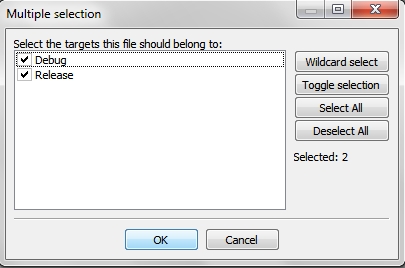 Multiple selection
Select the targets this file should belong to:
Debug
Release
Wildcard select
Toggle selection
Select All
Deselect All
Selected: 2
OK
Cancel